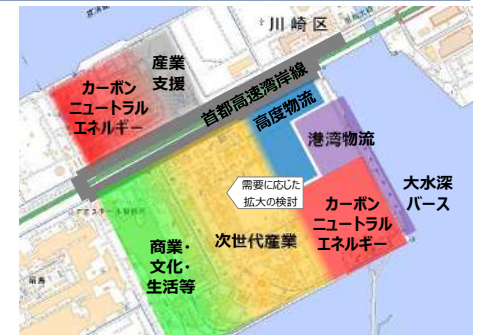 川崎区
産業
支援
カーボン
ニュートラル
エネルギー
首都高速湾岸線
高度物流
港湾物流
大水深
バース
需要に応じた
拡大の検討
カーボン
ニュートラル
エネルギー
次世代産業
商業・
文化・
生活等
扇島